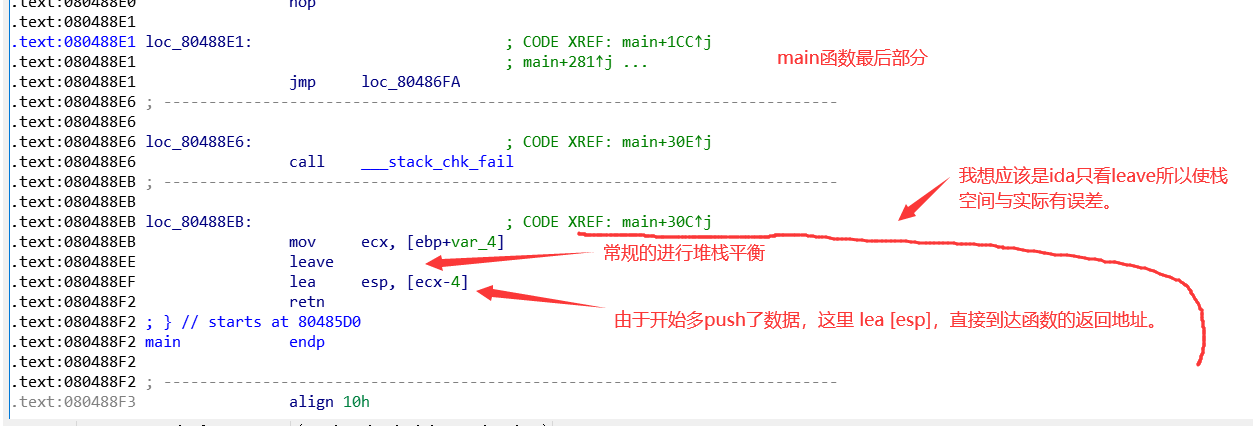 .text:080488E0                 nop
.text:080488E1
.text:080488E1 loc_80488E1:                            ; CODE XREF: main+1CC↑j
.text:080488E1                                         ; main+281↑j ...
main函数最后部分
.text:080488E1                 jmp     loc_80486FA
.text:080488E6 ; ---------------------------------------------------------------------------
.text:080488E6
.text:080488E6 loc_80488E6:                            ; CODE XREF: main+30E↑j
.text:080488E6                 call    ___stack_chk_fail
.text:080488EB ; ---------------------------------------------------------------------------
我想应该是ida只看leave所以使栈
空间与实际有误差。
.text:080488EB
.text:080488EB loc_80488EB:                            ; CODE XREF: main+30C↑j
.text:080488EB                 mov     ecx, [ebp+var_4]
常规的进行堆栈平衡
.text:080488EE                 leave
.text:080488EF                 lea     esp, [ecx-4]
.text:080488F2                 retn
由于开始多push了数据，这里 lea [esp]，直接到达函数的返回地址。
.text:080488F2 ; } // starts at 80485D0
.text:080488F2 main            endp
.text:080488F2
.text:080488F2 ; ---------------------------------------------------------------------------
.text:080488F3                 align 10h